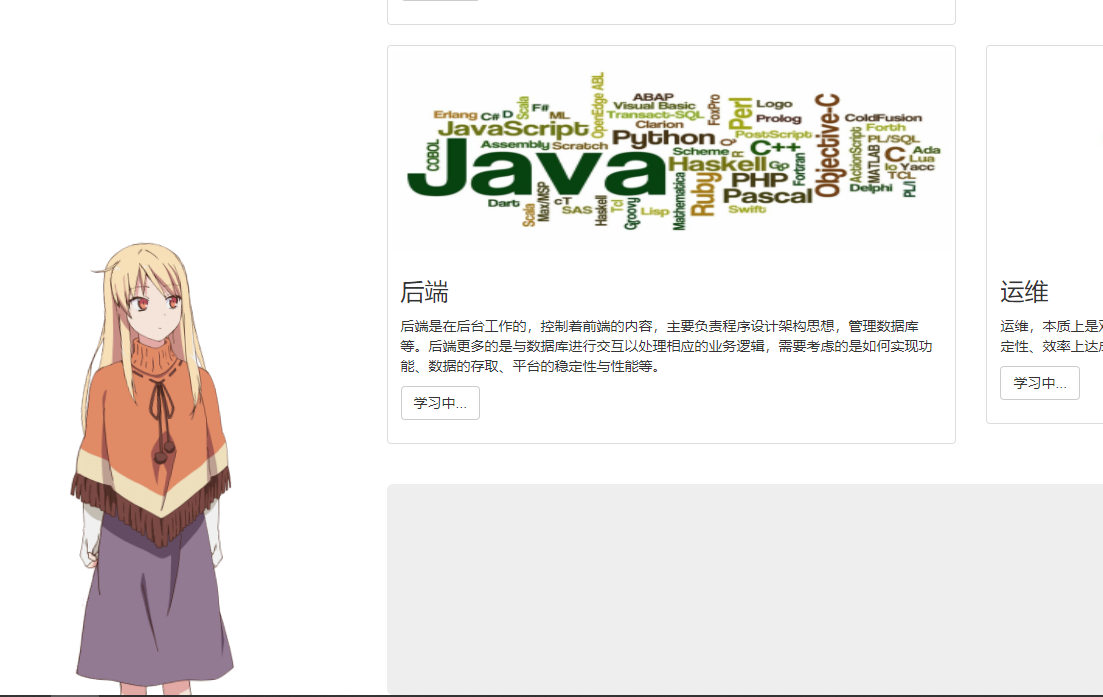 OpenEdge ABL
ABAP
FoxPro
Perl
Logo
Objective-C
Scala
F#
Visual Basic
Erlang
C#
D
ML
Transact-SQL
Prolog
ColdFusion
Clarion
JavaScript
Python
PostScript
Forth
COBOL
Assembly
Scratch
Q
C++
ActionScript
PL/SQL
Java
Scheme
R
MATLAB
C
Ada
Haskell
Go
Fortran
Lua
Io
Yacc
Mathematica
Ruby
PHP
TCL
Pascal
Delphi
PL/I
Dart
Scala
Max/MSP
cT
SAS
Haskell
Tcl
Groovy
Lisp
Swift
后端
后端是在后台工作的，控制着前端的内容，主要负责程序设计架构思想，管理数据库
等。后端更多的是与数据库进行交互以处理相应的业务逻辑，需要考虑的是如何实现功
能、数据的存取、平台的稳定性与性能等。
学习中...
运维
运维，本质上是
定性、效率上达
学习中...